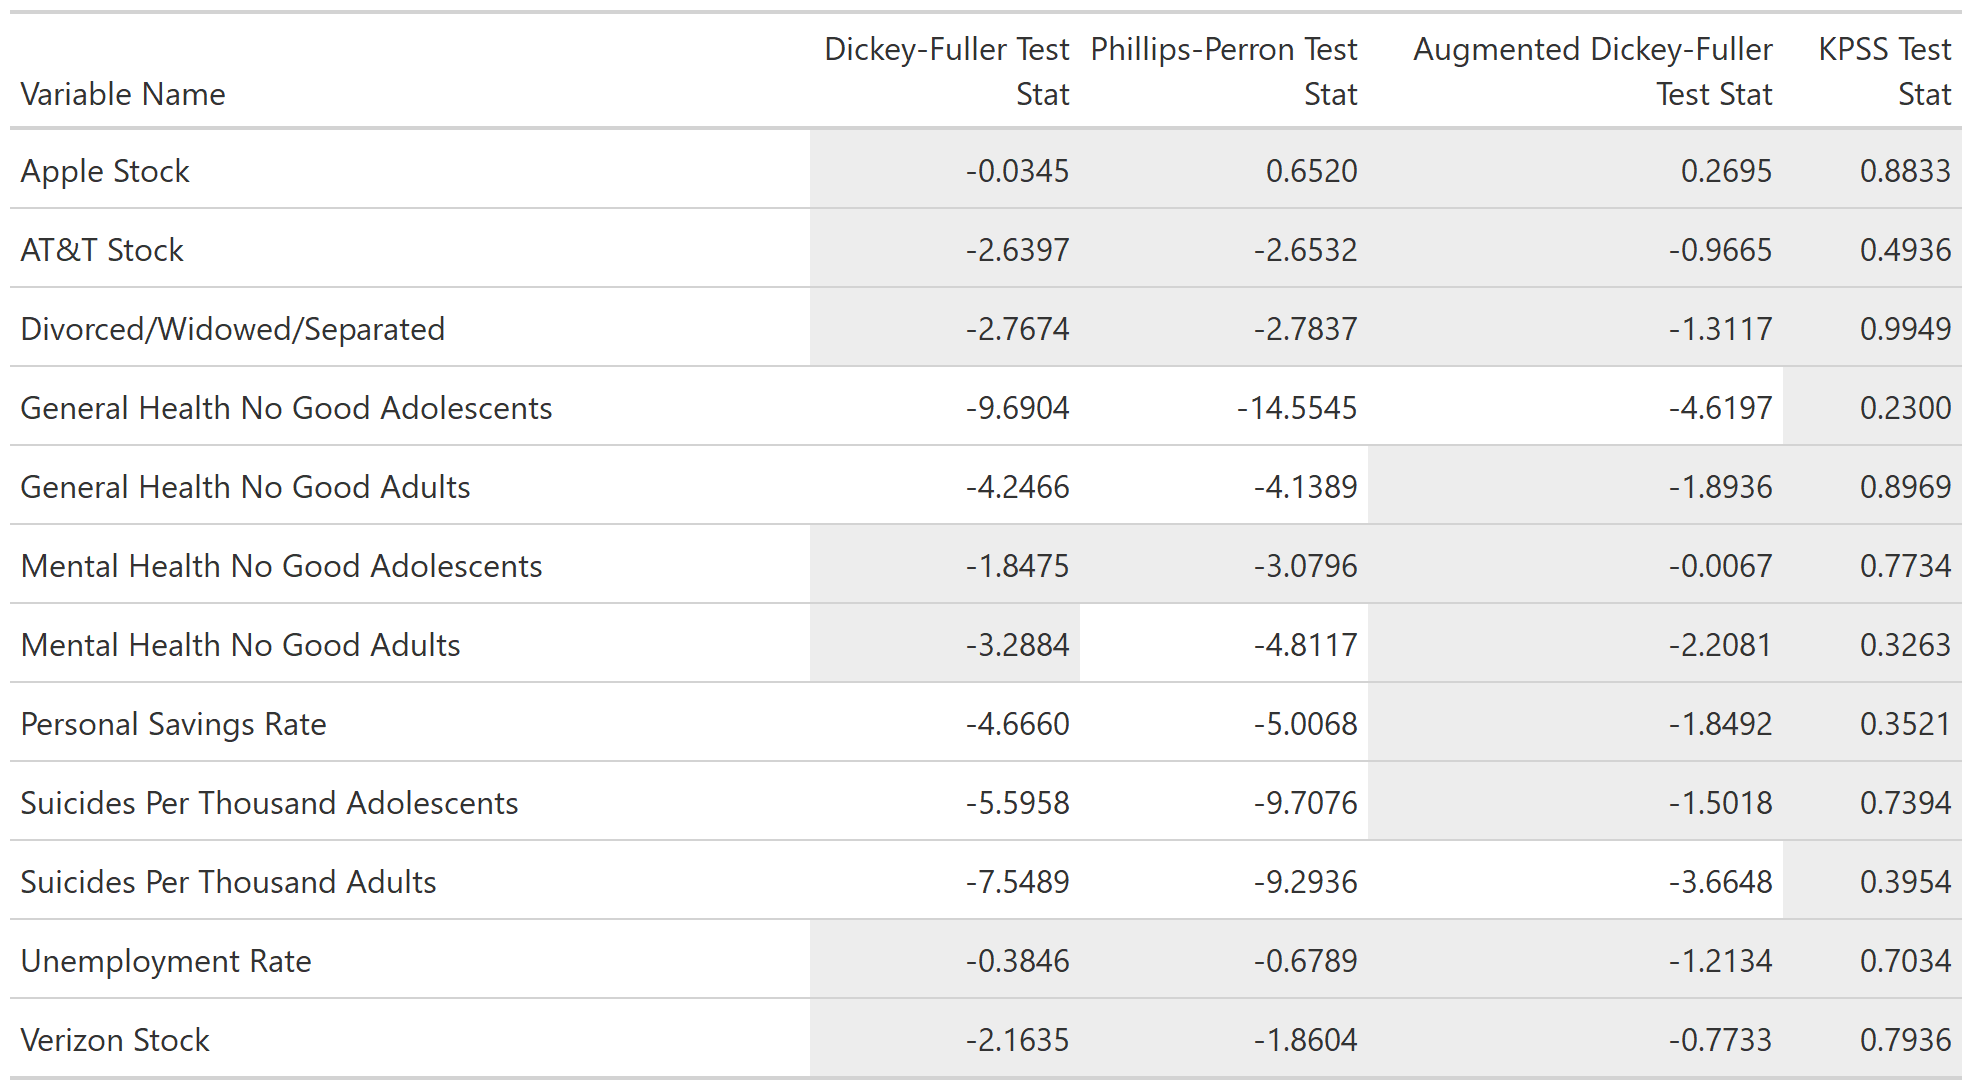 Variable Name Dickey-Fuller Test Stat Phillips-Perron Test Stat Augmented Dickey-Fuller Test Stat KPSS Test Stat
Apple Stock -0.0345 0.6520 0.2695 0.8833
AT&T Stock -2.6397 -2.6532 -0.9665 0.4936
Divorced/Widowed/Separated -2.7674 -2.7837 -1.3117 0.9949
General Health No Good Adolescents -9.6904 -14.5545 -4.6197 0.2300
General Health No Good Adults -4.2466 -4.1389 -1.8936 0.8969
Mental Health No Good Adolescents -1.8475 -3.0796 -0.0067 0.7734
Mental Health No Good Adults -3.2884 -4.8117 -2.2081 0.3263
Personal Savings Rate -4.6660 -5.0068 -1.8492 0.3521
Suicides Per Thousand Adolescents -5.5958 -9.7076 -1.5018 0.7394
Suicides Per Thousand Adults -7.5489 -9.2936 -3.6648 0.3954
Unemployment Rate -0.3846 -0.6789 -1.2134 0.7034
Verizon Stock -2.1635 -1.8604 -0.7733 0.7936